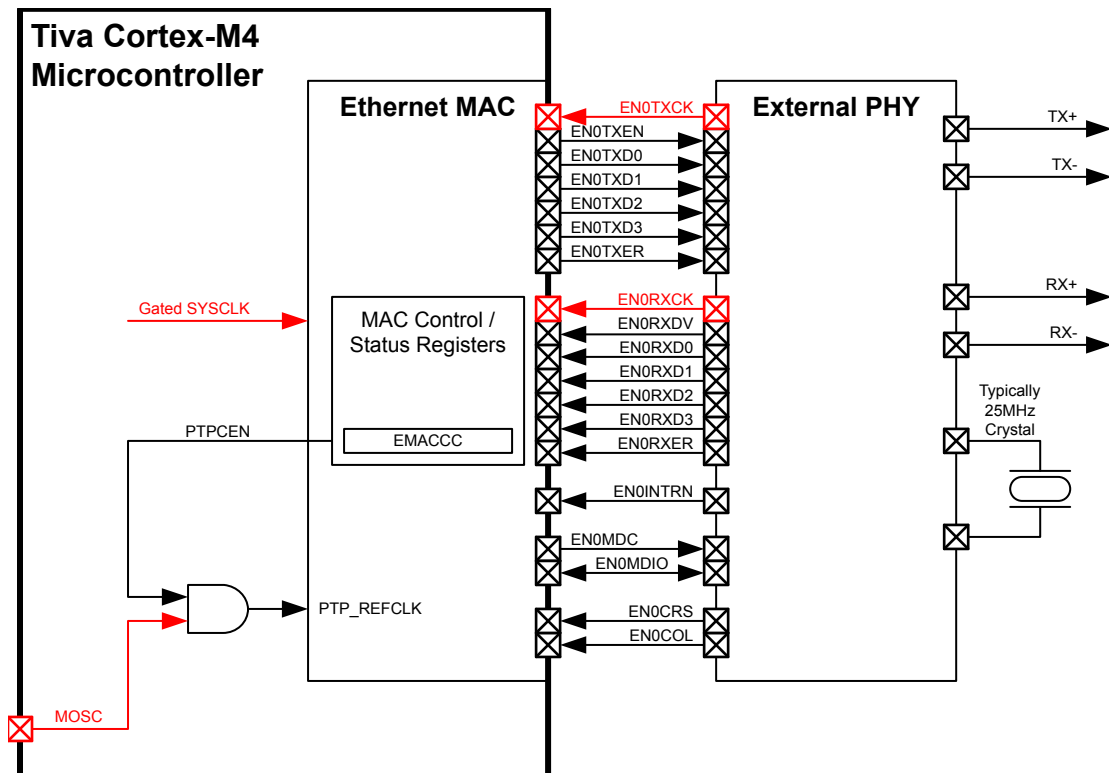 Tiva Cortex-M4
Microcontroller
Ethernet MAC
External PHY
EN0TXCK
EN0TXEN
EN0TXD0
EN0TXD1
EN0TXD2
EN0TXD3
EN0TXER
TX+
TX-
Gated SYSCLK
MAC Control /
Status Registers
EMACCC
EN0RXCK
EN0RXDV
EN0RXD0
EN0RXD1
EN0RXD2
EN0RXD3
EN0RXER
RX+
RX-
Typically
25MHz
Crystal
PTPCEN
EN0INTRN
EN0MDC
EN0MDIO
PTP_REFCLK
EN0CRS
EN0COL
MOSC